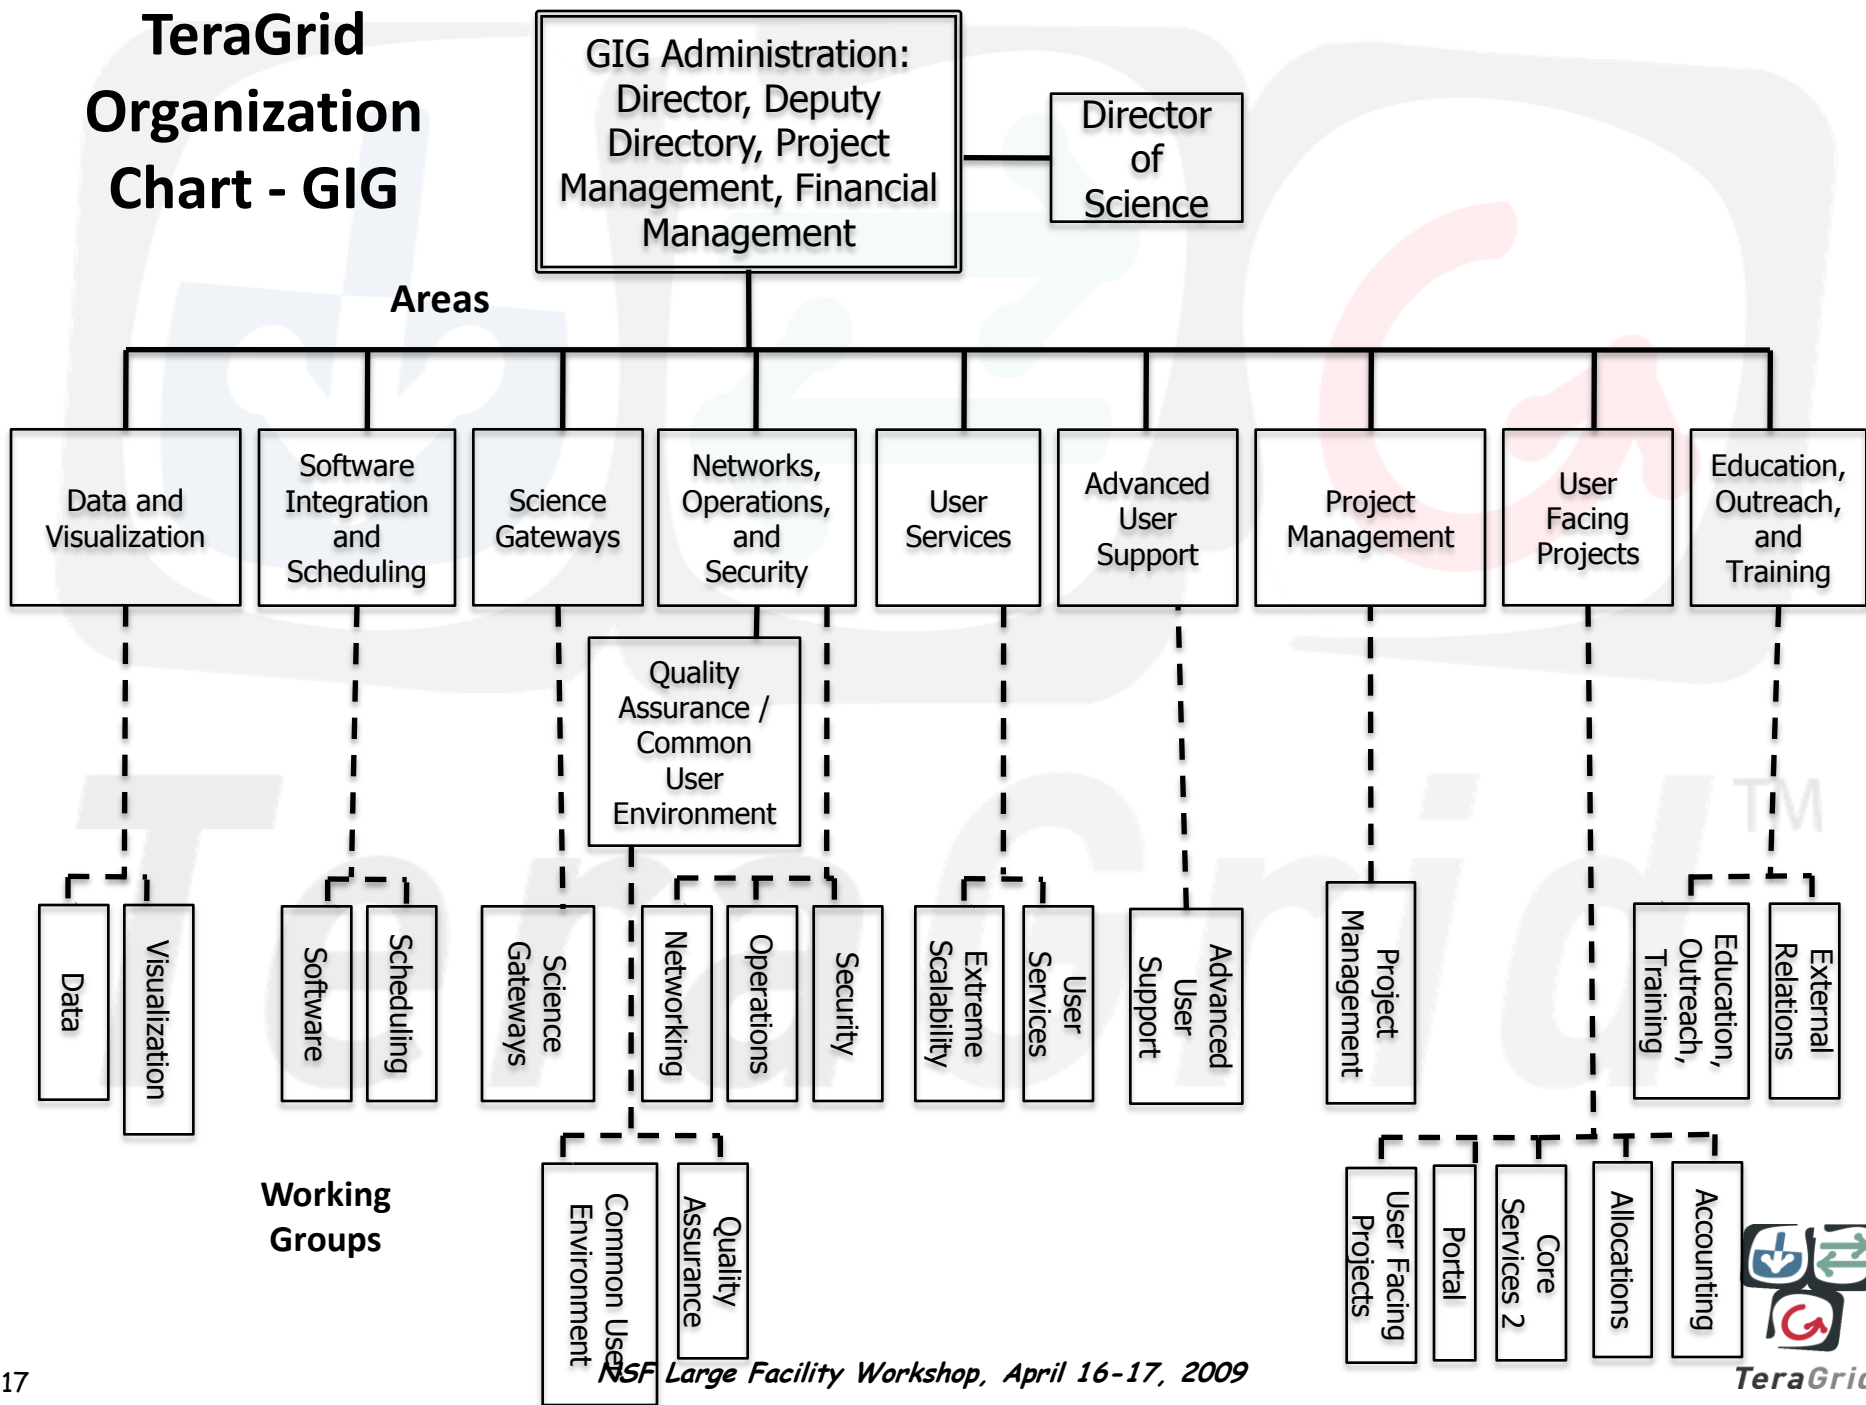 TeraGrid
Organization
Chart - GIG
GIG Administration:
Director, Deputy
Directory, Project
Management, Financial
Management
Director
of
Science
Areas
Data and
Visualization
Software
Integration
and
Scheduling
Science
Gateways
Networks,
Operations,
and
Security
User
Services
Advanced
User
Support
Project
Management
User
Facing
Projects
Education,
Outreach,
and
Training
Quality
Assurance /
Common
User
Environment
Data
Visualization
Software
Scheduling
Science
Gateways
Networking
Operations
Security
Extreme
Scalability
User
Services
Advanced
User
Support
Project
Management
Education,
Outreach,
Training
External
Relations
Working
Groups
Common User
Environment
Quality
Assurance
User Facing
Projects
Portal
Core
Services 2
Allocations
Accounting
TeraGrid
TM
17
NSF Large Facility Workshop, April 16-17, 2009
TeraGrid